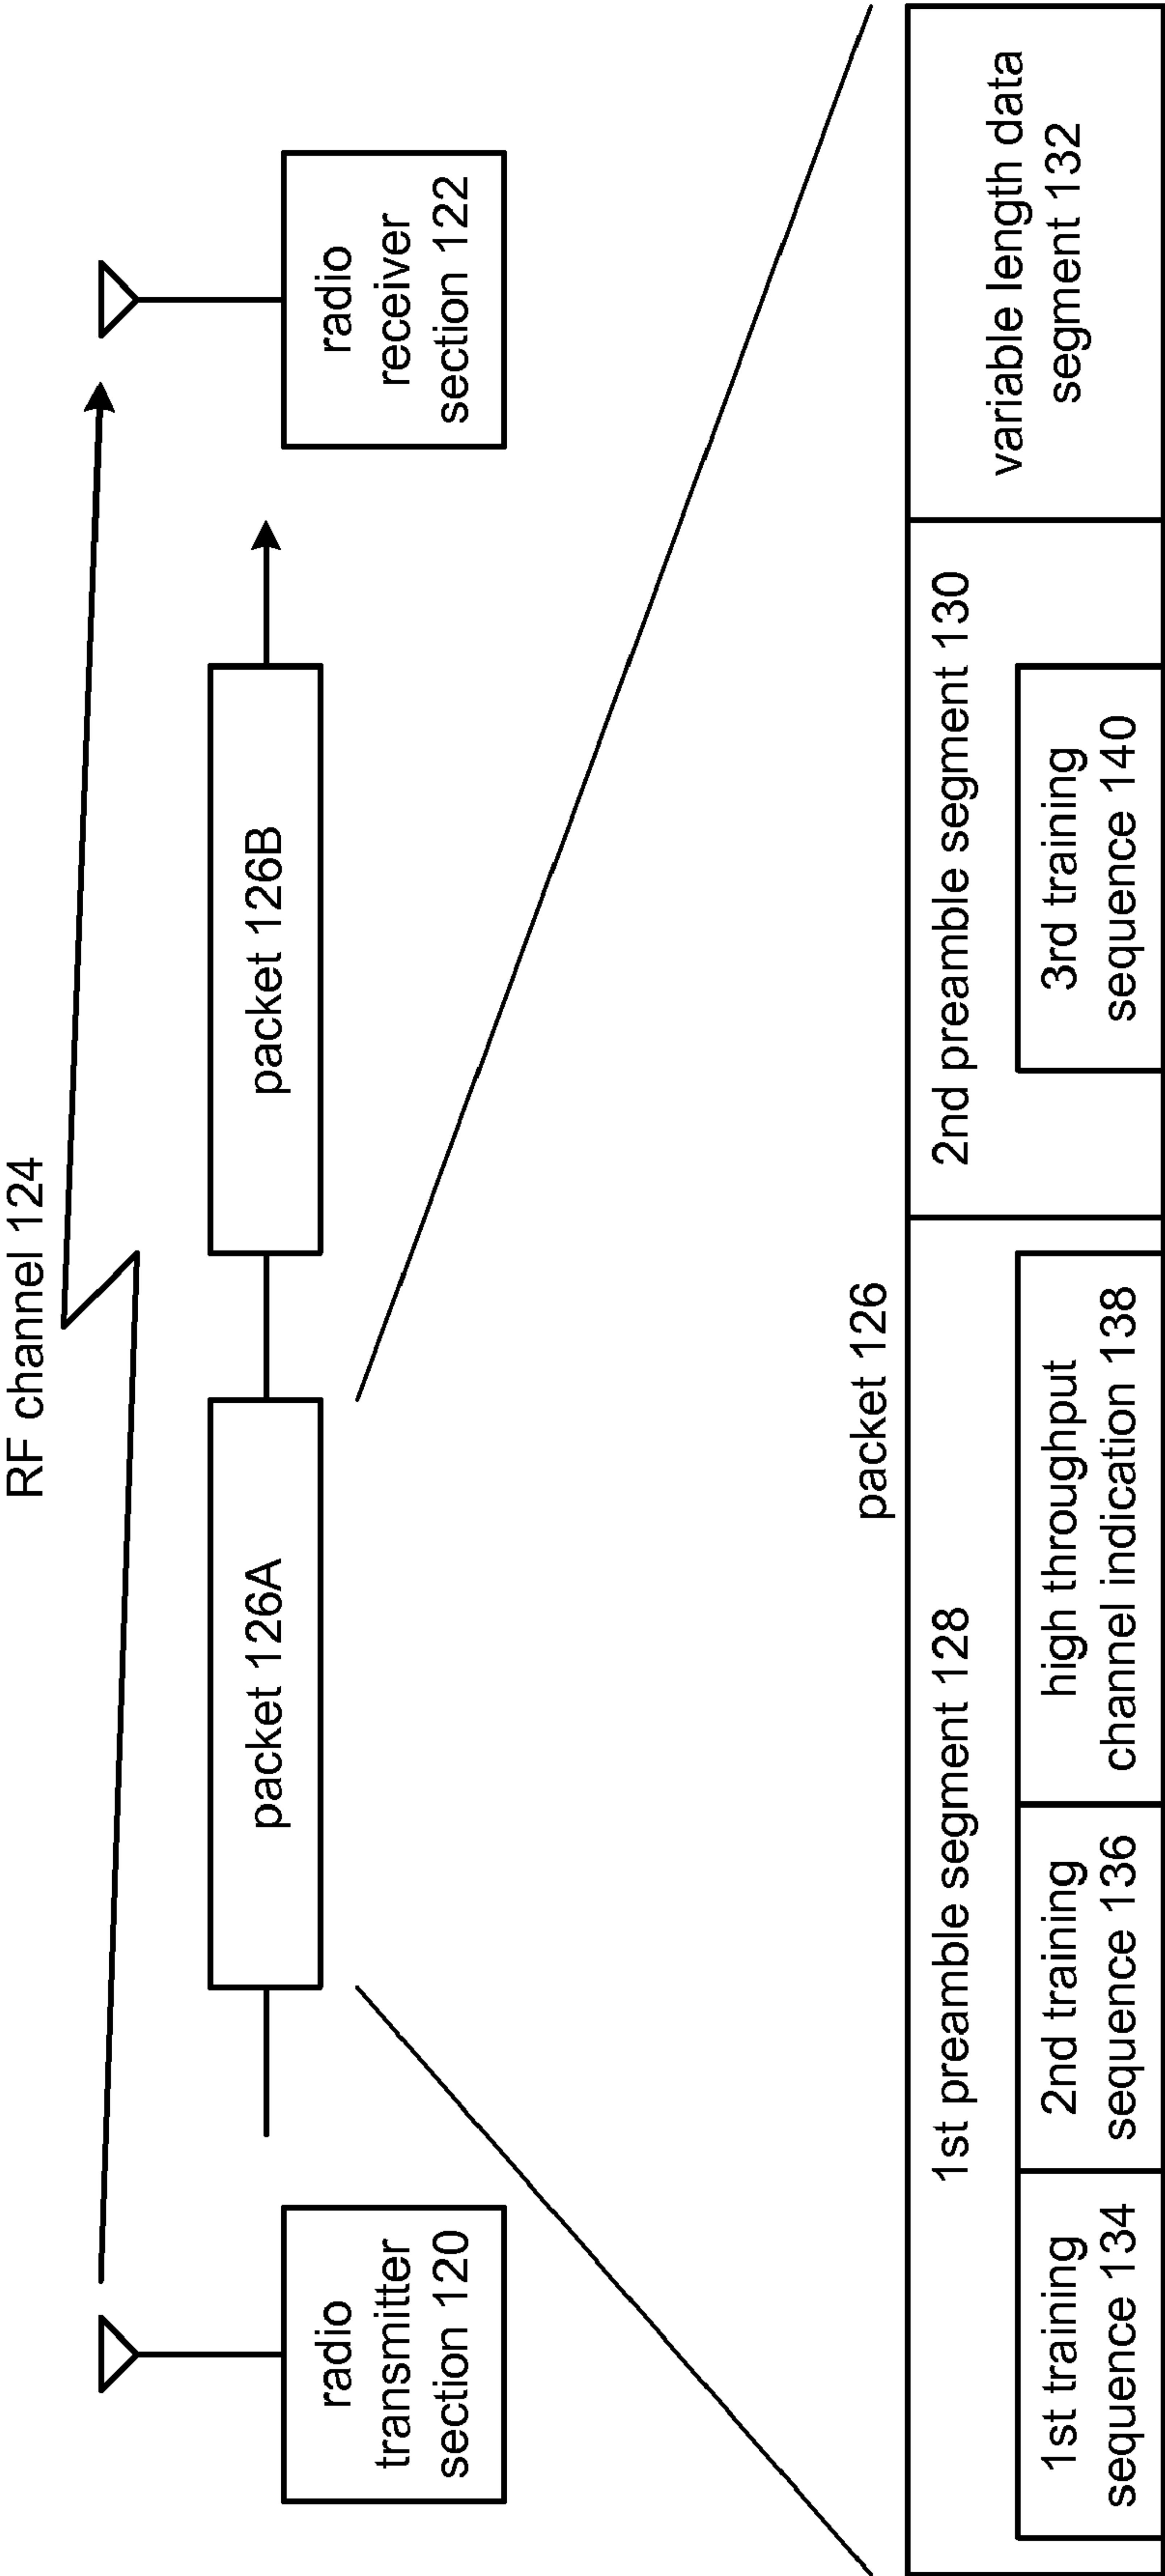 RF channel 124
radio
transmitter
section 120
packet 126A
packet 126B
radio
receiver
section 122
packet 126
1st preamble segment 128
1st training
sequence 134
2nd training
sequence 136
high throughput
channel indication 138
2nd preamble segment 130
3rd training
sequence 140
variable length data
segment 132